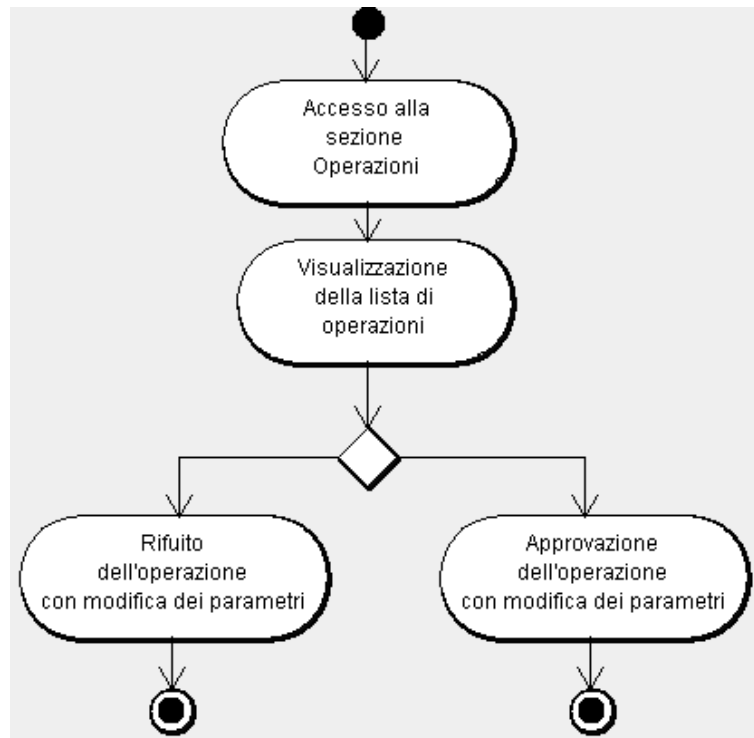 Accesso alla
sezione
Operazioni
Visualizzazione
della lista di
operazioni
Rifuito
dell'operazione
con modifica dei parametri
Approvazione
dell'operazione
con modifica dei parametri